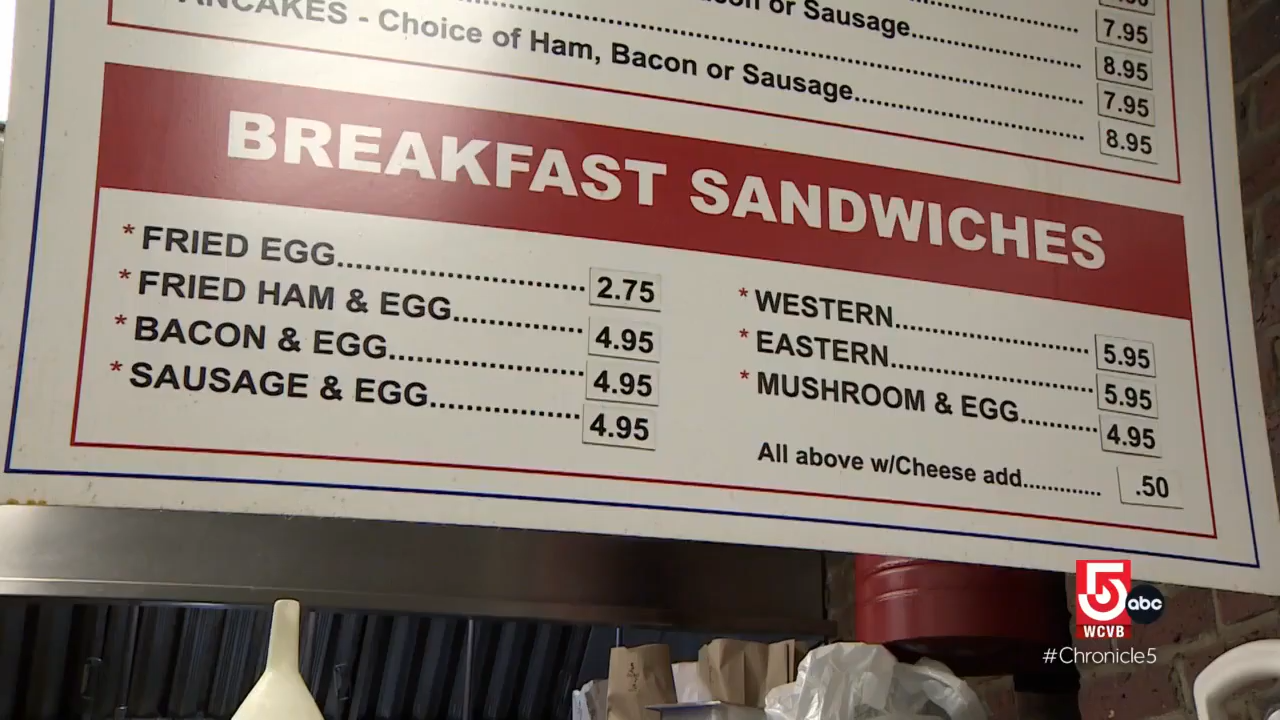 or Sausage 7.95
8.95
7.95
PANCAKES - Choice of Ham, Bacon or Sausage 8.95
BREAKFAST SANDWICHES
*FRIED EGG 2.75
*FRIED HAM & EGG 4.95
*BACON & EGG 4.95
*SAUSAGE & EGG 4.95
*WESTERN 5.95
*EASTERN 5.95
*MUSHROOM & EGG 4.95
All above w/Cheese add .50
5 abc
WCVB
#Chronicle5